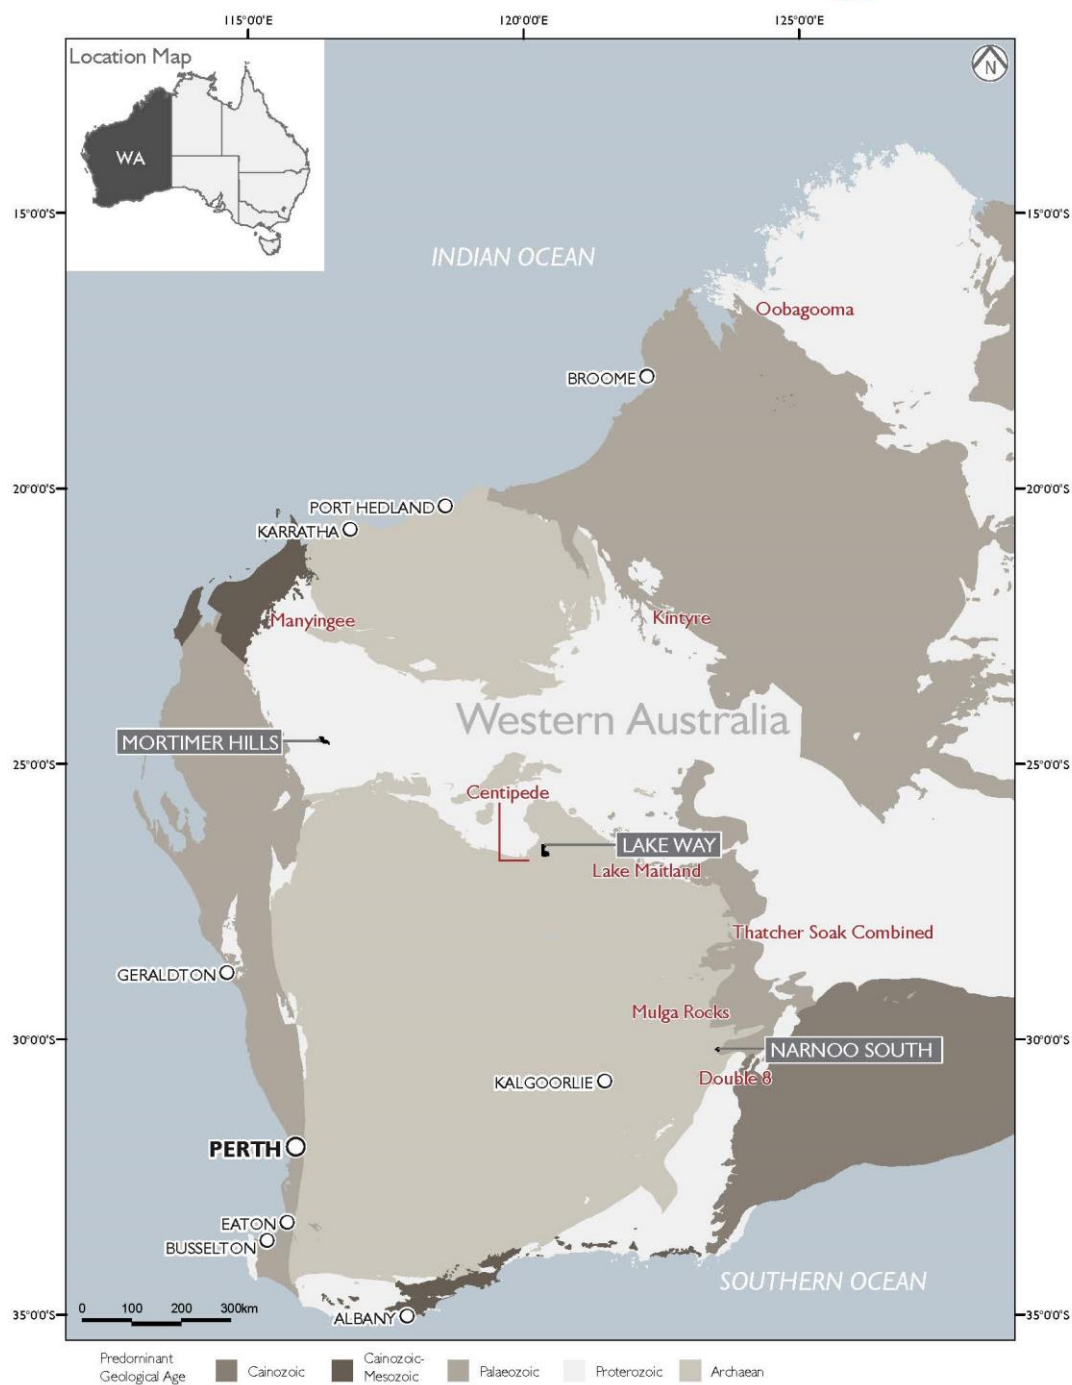 115°0'0"E 120°0'0"E 125°0'0"E
Location Map
N
WA
15°0'0"S 15°0'0"S
INDIAN OCEAN
Oobagooma
BROOME
20°0'0"S 20°0'0"S
PORT HEDLAND
KARRATHA
Manyingee
Kintyre
Western Australia
MORTIMER HILLS
25°0'0"S 25°0'0"S
Centipede
LAKE WAY
Lake Maitland
Thatcher Soak Combined
GERALDTON
Mulga Rocks
30°0'0"S 30°0'0"S
NARNOO SOUTH
Double 8
KALGOORLIE
PERTH
EATON
BUSSELTON
SOUTHERN OCEAN
0 100 200 300km
35°0'0"S 35°0'0"S
ALBANY
Predominant
Geological Age
Cainozoic
Cainozoic-
Mesozoic
Palaeozoic
Proterozoic
Archaean